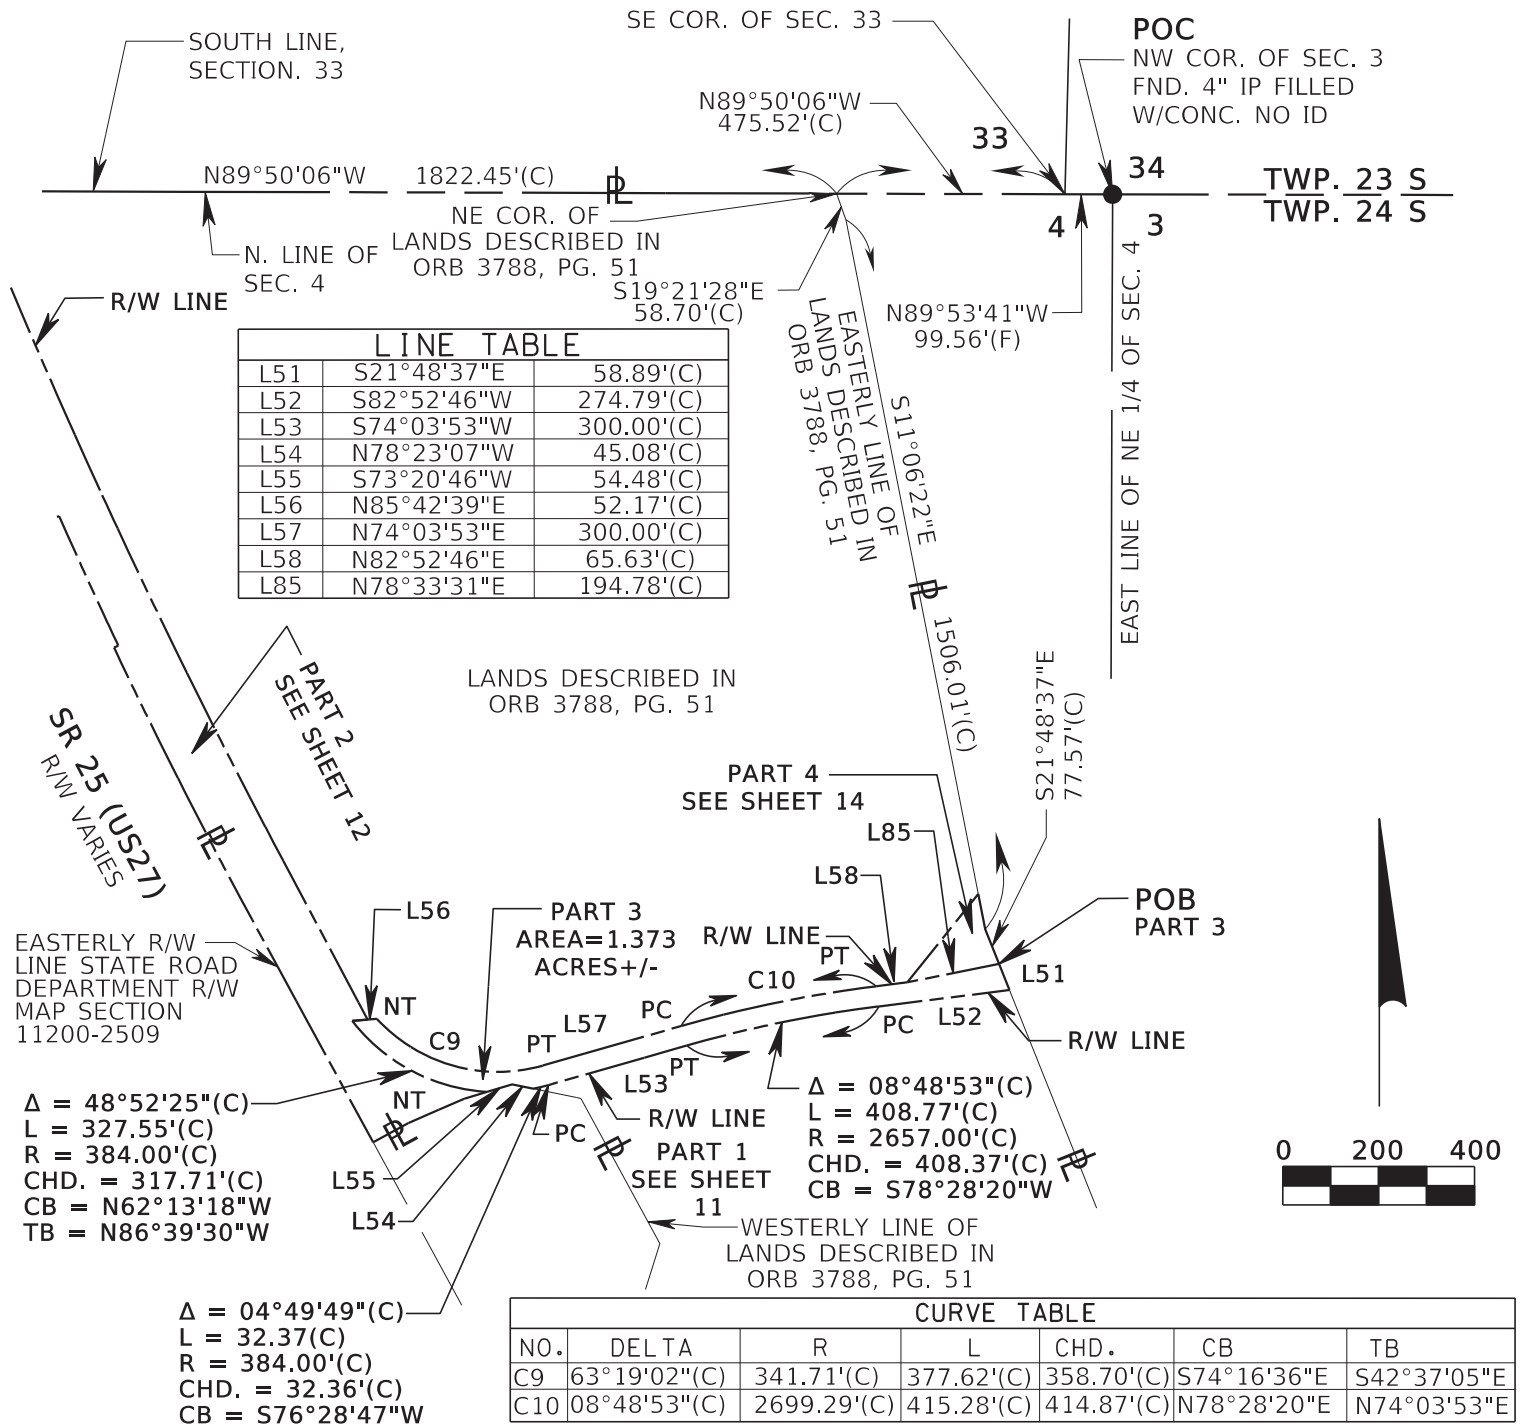 SE COR. OF SEC. 33
POC
NW COR. OF SEC. 3
FND. 4" IP FILLED
W/CONC. NO ID
SOUTH LINE,
SECTION. 33
N89°50'06"W
475.52'(C)
33
34
N89°50'06"W 1822.45'(C)
TWP. 23 S
TWP. 24 S
4
3
NE COR. OF
LANDS DESCRIBED IN
ORB 3788, PG. 51
N. LINE OF
SEC. 4
R/W LINE
S19°21'28"E
58.70'(C)
N89°53'41"W
99.56'(F)
EAST LINE OF NE 1/4 OF SEC. 4
EASTERLY LINE OF
LANDS DESCRIBED IN
ORB 3788, PG. 51
S11°06'22"E
1506.01'(C)
LINE TABLE
L51 S21°48'37"E 58.89'(C)
L52 S82°52'46"W 274.79'(C)
L53 S74°03'53"W 300.00'(C)
L54 N78°23'07"W 45.08'(C)
L55 S73°20'46"W 54.48'(C)
L56 N85°42'39"E 52.17'(C)
L57 N74°03'53"E 300.00'(C)
L58 N82°52'46"E 65.63'(C)
L85 N78°33'31"E 194.78'(C)
LANDS DESCRIBED IN
ORB 3788, PG. 51
PART 2
SEE SHEET 12
SR 25 (US27)
R/W VARIES
S21°48'37"E
77.57'(C)
PART 4
SEE SHEET 14
L85
L58
POB
PART 3
L56
PART 3
AREA=1.373
ACRES+/-
R/W LINE
PT
C10
L51
EASTERLY R/W
LINE STATE ROAD
DEPARTMENT R/W
MAP SECTION
11200-2509
NT
C9
PT
L57
PC
PC
L52
R/W LINE
L53
PT
NT
PC
R/W LINE
Δ = 48°52'25"(C)
L = 327.55'(C)
R = 384.00'(C)
CHD. = 317.71'(C)
CB = N62°13'18"W
TB = N86°39'30"W
Δ = 08°48'53"(C)
L = 408.77'(C)
R = 2657.00'(C)
CHD. = 408.37'(C)
CB = S78°28'20"W
0 200 400
PART 1
SEE SHEET
11
L55
L54
WESTERLY LINE OF
LANDS DESCRIBED IN
ORB 3788, PG. 51
Δ = 04°49'49"(C)
L = 32.37(C)
R = 384.00'(C)
CHD. = 32.36'(C)
CB = S76°28'47"W
CURVE TABLE
NO. DELTA R L CHD. CB TB
C9 63°19'02"(C) 341.71'(C) 377.62'(C) 358.70'(C) S74°16'36"E S42°37'05"E
C10 08°48'53"(C) 2699.29'(C) 415.28'(C) 414.87'(C) N78°28'20"E N74°03'53"E